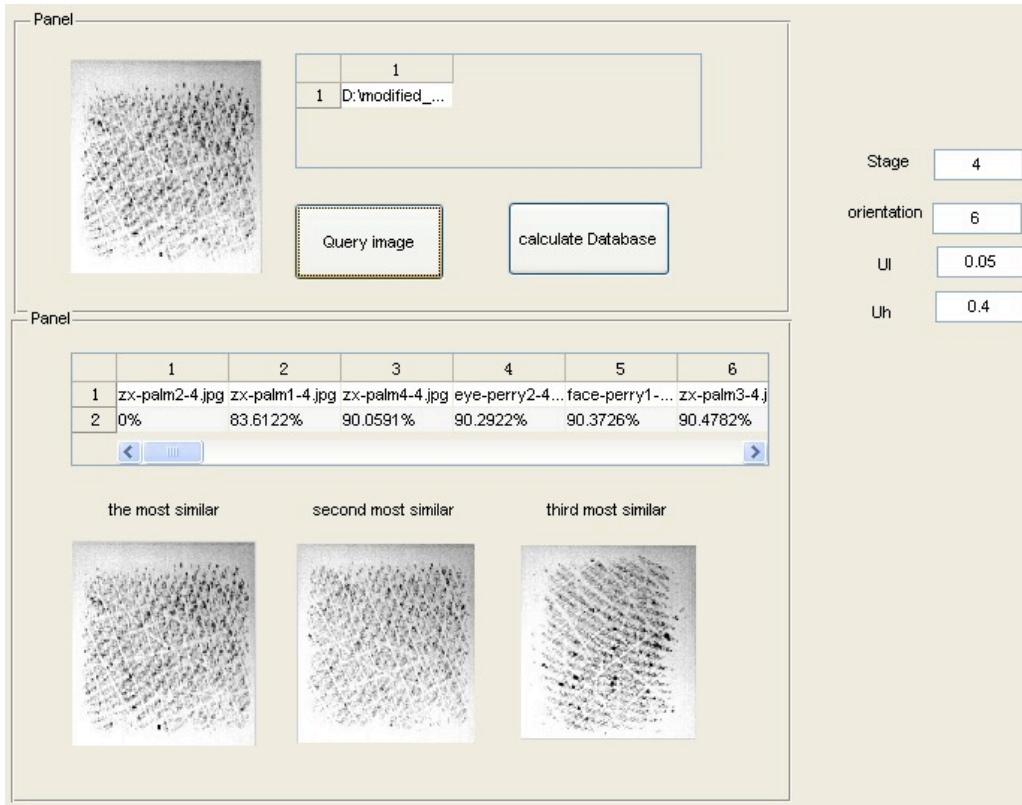 Panel
1
1 D:\modified_...
Query image
calculate Database
Stage 4
orientation 6
Ul 0.05
Uh 0.4
Panel
1 2 3 4 5 6
1 zx-palm2-4.jpg zx-palm1-4.jpg zx-palm4-4.jpg eye-perry2-4... face-perry1-... zx-palm3-4.j
2 0% 83.6122% 90.0591% 90.2922% 90.3726% 90.4782%
the most similar second most similar third most similar